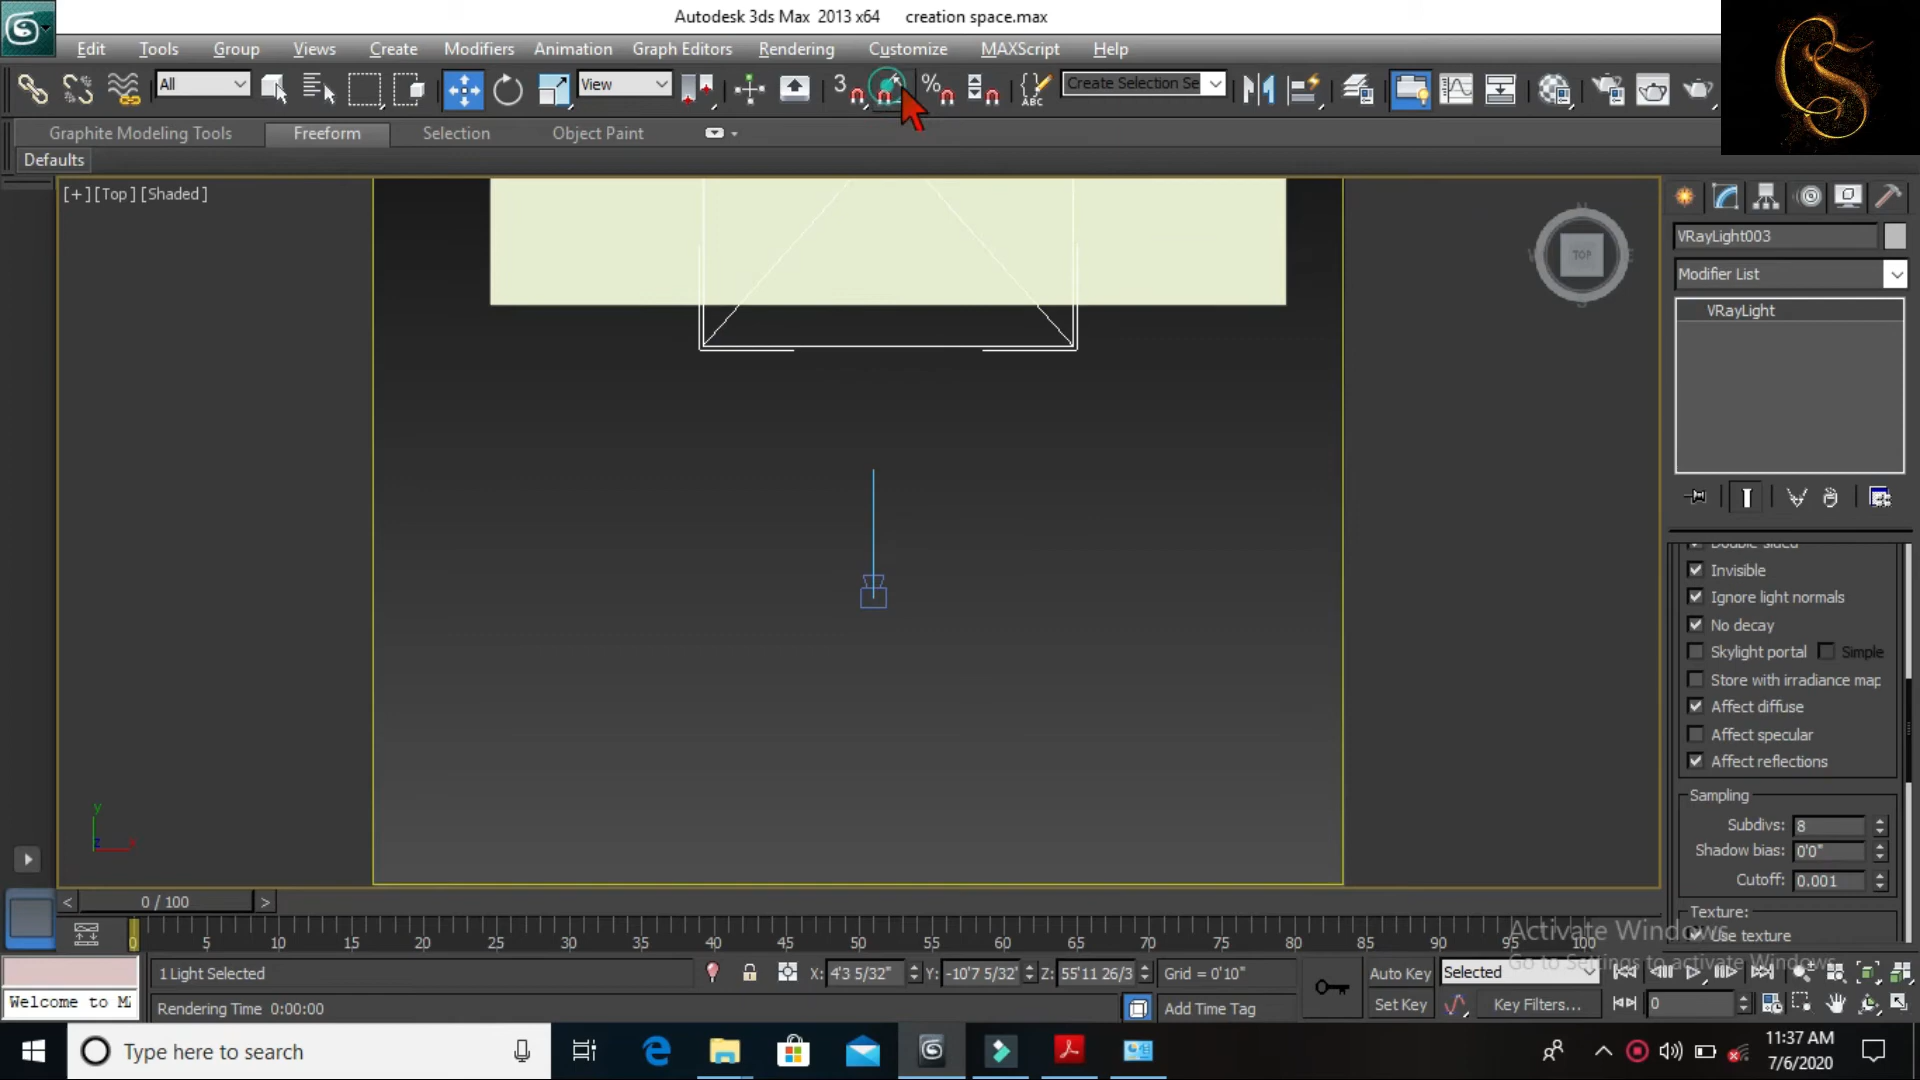 Autodesk 3ds Max 2013 x64 creation space.max
Edit Tools Group Views Create Modifiers Animation Graph Editors Rendering Customize MAXScript Help
All View 3 % ABC Create Selection Se
Graphite Modeling Tools Freeform Selection Object Paint
Defaults
[+][Top][Shaded]
TOP
VRayLight003
Modifier List
VRayLight
Double-sided
Invisible
Ignore light normals
No decay
Skylight portal Simple
Store with irradiance map
Affect diffuse
Affect specular
Affect reflections
Sampling
Subdivs: 8
Shadow bias: 0'0"
Cutoff: 0.001
Texture:
Use texture
y
z x
< 0 / 100 >
0 5 10 15 20 25 30 35 40 45 50 55 60 65 70 75 80 85 90 95 100
Activate Windows
Go to Settings to activate Windows.
1 Light Selected X: 4'3 5/32" Y: -10'7 5/32' Z: 55'11 26/3 Grid = 0'10" Auto Key Selected
Welcome to M
Rendering Time 0:00:00 Add Time Tag Set Key Key Filters... 0
Type here to search
11:37 AM
7/6/2020